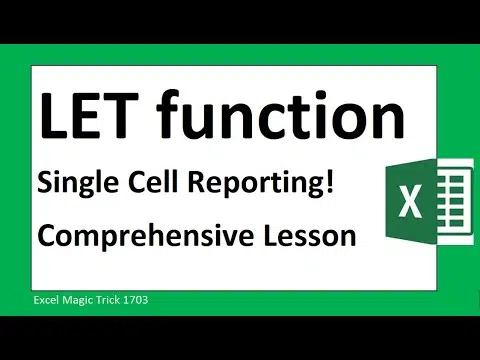 LET function
Single Cell Reporting!
X
Comprehensive Lesson
Excel Magic Trick 1703